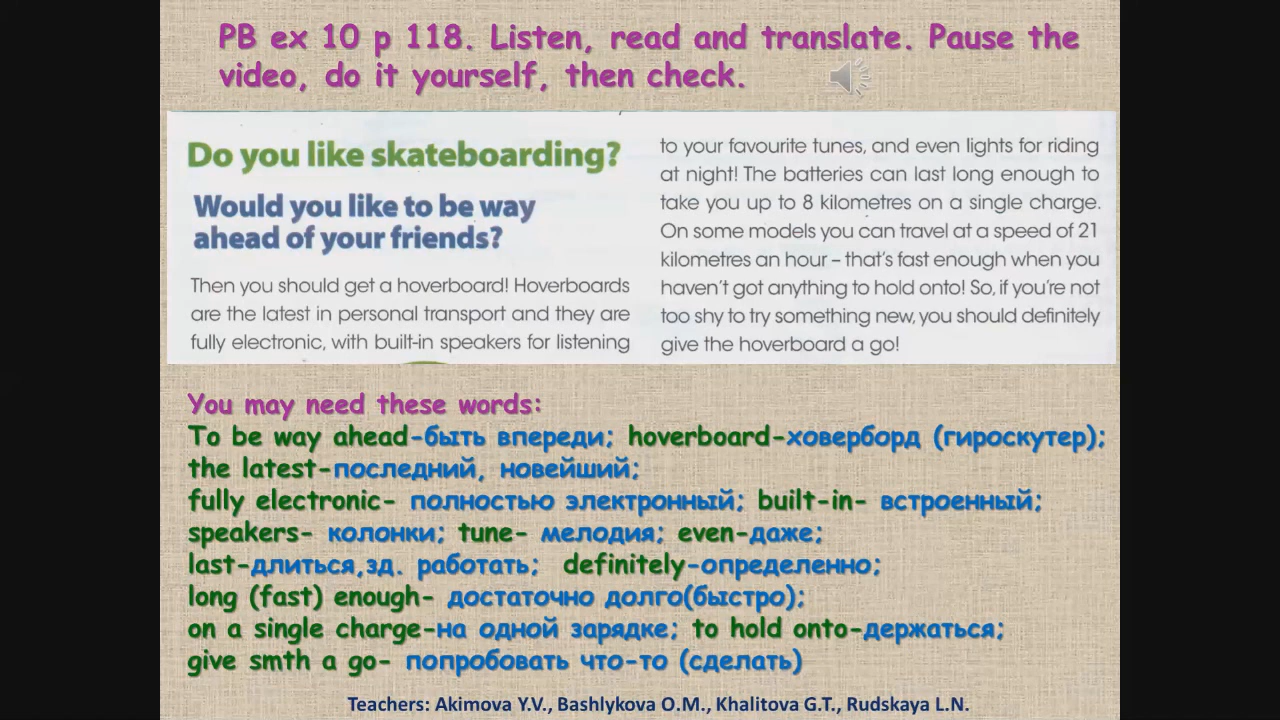 PB ex 10 p 118. Listen, read and translate. Pause the
video, do it yourself, then check.
Do you like skateboarding?
Would you like to be way
ahead of your friends?
Then you should get a hoverboard! Hoverboards
are the latest in personal transport and they are
fully electronic, with built-in speakers for listening
to your favourite tunes, and even lights for riding
at night! The batteries can last long enough to
take you up to 8 kilometres on a single charge.
On some models you can travel at a speed of 21
kilometres an hour – that's fast enough when you
haven't got anything to hold onto! So, if you're not
too shy to try something new, you should definitely
give the hoverboard a go!
You may need these words:
To be way ahead-быть впереди; hoverboard-ховерборд (гироскутер);
the latest-последний, новейший;
fully electronic- полностью электронный; built-in- встроенный;
speakers- колонки; tune- мелодия; even-даже;
last-длиться,зд. работать; definitely-определенно;
long (fast) enough- достаточно долго(быстро);
on a single charge-на одной зарядке; to hold onto-держаться;
give smth a go- попробовать что-то (сделать)
Teachers: Akimova Y.V., Bashlykova O.M., Khalitova G.T., Rudskaya L.N.